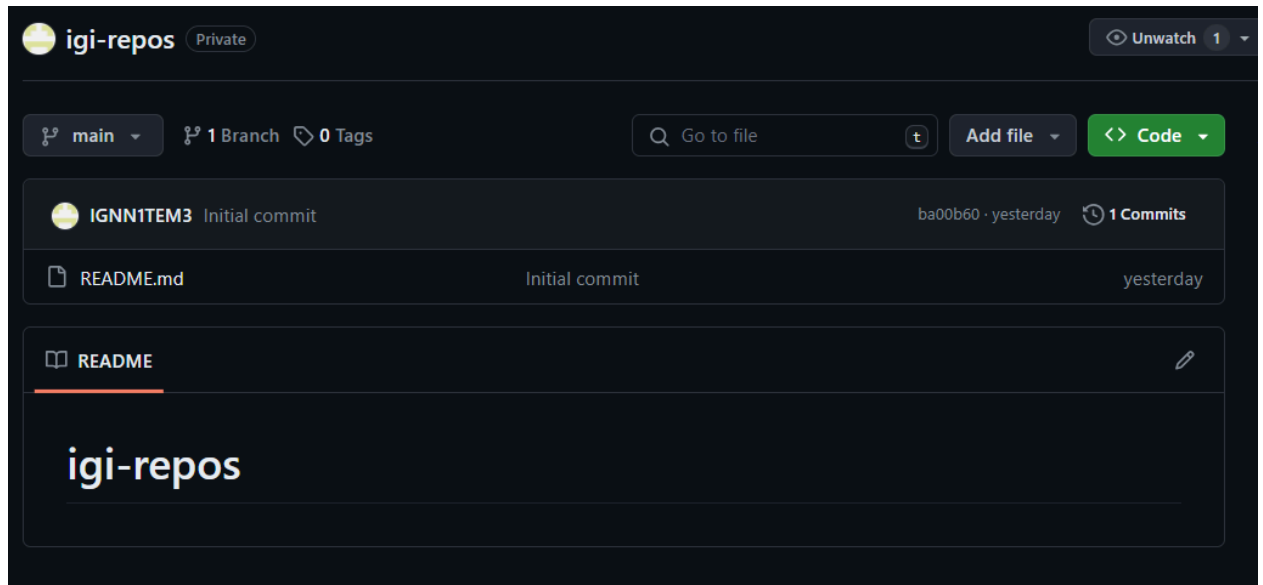 igi-repos Private Unwatch 1
main 1 Branch 0 Tags Go to file t Add file <> Code
IGNN1TEM3 Initial commit ba00b60 · yesterday 1 Commits
README.md Initial commit yesterday
README
igi-repos